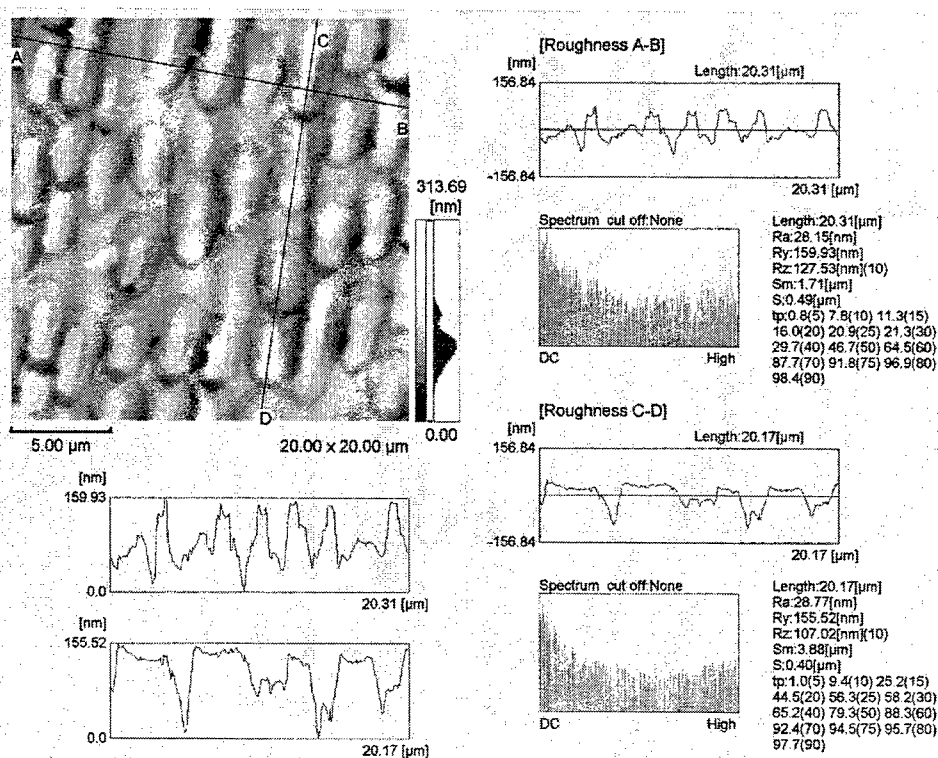 C
A
B
D
5.00 µm
20.00 x 20.00 µm
313.69
[nm]
0.00
[nm]
159.93
0.0
20.31 [µm]
[nm]
155.52
0.0
20.17 [µm]
[Roughness A-B]
[nm]
Length:20.31[µm]
156.84
-156.84
20.31 [µm]
Spectrum cut off:None
DC
High
Length:20.31[µm]
Ra:28.15[nm]
Ry:159.93[nm]
Rz:127.53[nm](10)
Sm:1.71[µm]
S:0.49[µm]
tp:0.8(5) 7.8(10) 11.3(15)
16.0(20) 20.9(25) 21.3(30)
29.7(40) 46.7(50) 64.5(60)
87.7(70) 91.8(75) 96.9(80)
98.4(90)
[Roughness C-D]
[nm]
Length:20.17[µm]
156.84
-156.84
20.17 [µm]
Spectrum cut off:None
DC
High
Length:20.17[µm]
Ra:28.77[nm]
Ry:155.52[nm]
Rz:107.02[nm](10)
Sm:3.88[µm]
S:0.40[µm]
tp:1.0(5) 9.4(10) 25.2(15)
44.5(20) 56.3(25) 58.2(30)
65.2(40) 79.3(50) 88.3(60)
92.4(70) 94.5(75) 95.7(80)
97.7(90)